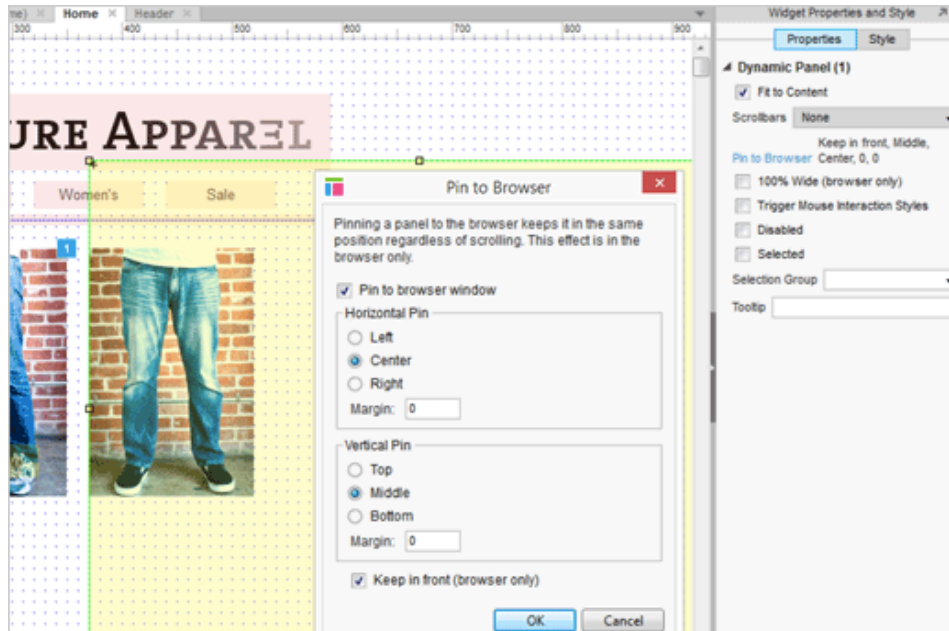 me)
Home
Header
300 400 500 600 700 800 900
URE APPARƎL
Women's
Sale
1
Pin to Browser
Pinning a panel to the browser keeps it in the same
position regardless of scrolling. This effect is in the
browser only.
Pin to browser window
Horizontal Pin
Left
Center
Right
Margin: 0
Vertical Pin
Top
Middle
Bottom
Margin: 0
Keep in front (browser only)
OK Cancel
Widget Properties and Style
Properties Style
Dynamic Panel (1)
Fit to Content
Scrollbars None
Pin to Browser Keep in front, Middle,
Center, 0, 0
100% Wide (browser only)
Trigger Mouse Interaction Styles
Disabled
Selected
Selection Group
Tooltip